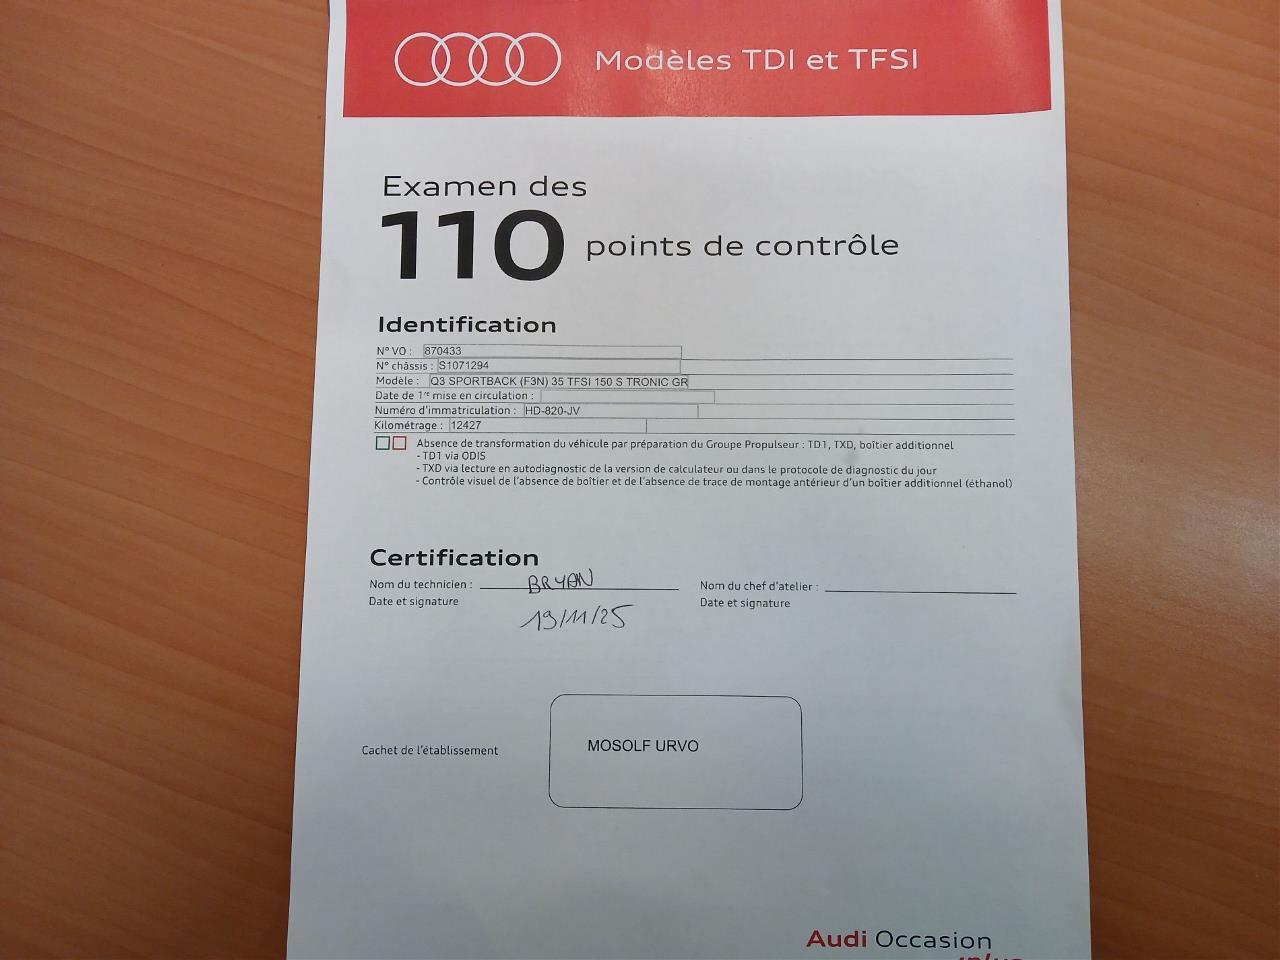 Modèles TDI et TFSI
Examen des
110 points de contrôle
Identification
N° VO : 870433
N° châssis : S1071294
Modèle : Q3 SPORTBACK (F3N) 35 TFSI 150 S TRONIC GR
Date de 1re mise en circulation :
Numéro d'immatriculation : HD-820-JV
Kilométrage : 12427
Absence de transformation du véhicule par préparation du Groupe Propulseur : TD1, TXD, boîtier additionnel
- TD1 via ODIS
- TXD via lecture en autodiagnostic de la version de calculateur ou dans le protocole de diagnostic du jour
- Contrôle visuel de l'absence de boîtier et de l'absence de trace de montage antérieur d'un boîtier additionnel (éthanol)
Certification
Nom du technicien : BRYAN Nom du chef d'atelier :
Date et signature 19/11/25 Date et signature
Cachet de l'établissement MOSOLF URVO
Audi Occasion